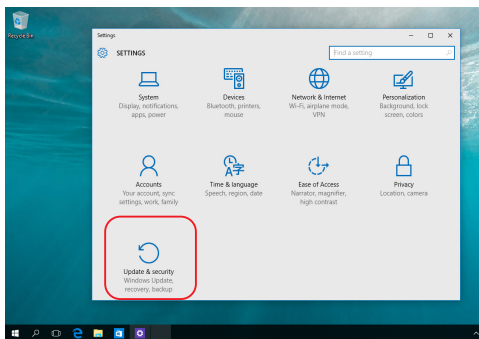 Recycle Bin
Settings
SETTINGS
Find a setting
System
Display, notifications,
apps, power
Devices
Bluetooth, printers,
mouse
Network & Internet
Wi-Fi, airplane mode,
VPN
Personalization
Background, lock
screen, colors
Accounts
Your account, sync
settings, work, family
Time & language
Speech, region, date
Ease of Access
Narrator, magnifier,
high contrast
Privacy
Location, camera
Update & security
Windows Update,
recovery, backup